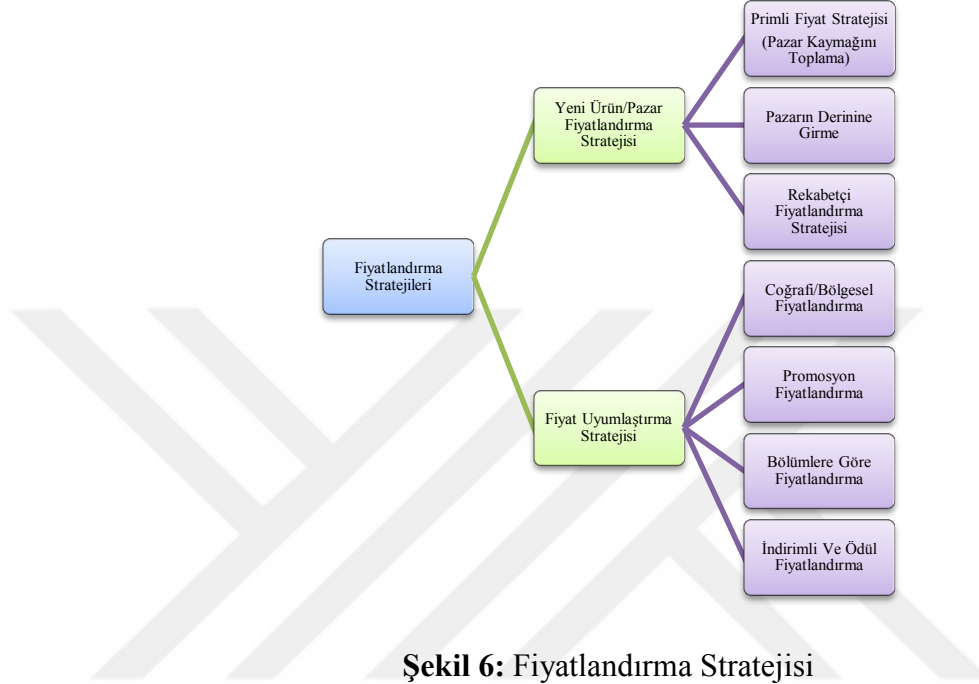 Primli Fiyat Stratejisi
(Pazar Kaymağını
Toplama)
Yeni Ürün/Pazar
Fiyatlandırma
Stratejisi
Pazarın Derinine
Girme
Rekabetçi
Fiyatlandırma
Stratejisi
Fiyatlandırma
Stratejileri
Coğrafi/Bölgesel
Fiyatlandırma
Promosyon
Fiyatlandırma
Fiyat Uyumlaştırma
Stratejisi
Bölümlere Göre
Fiyatlandırma
İndirimli Ve Ödül
Fiyatlandırma
Şekil 6: Fiyatlandırma Stratejisi